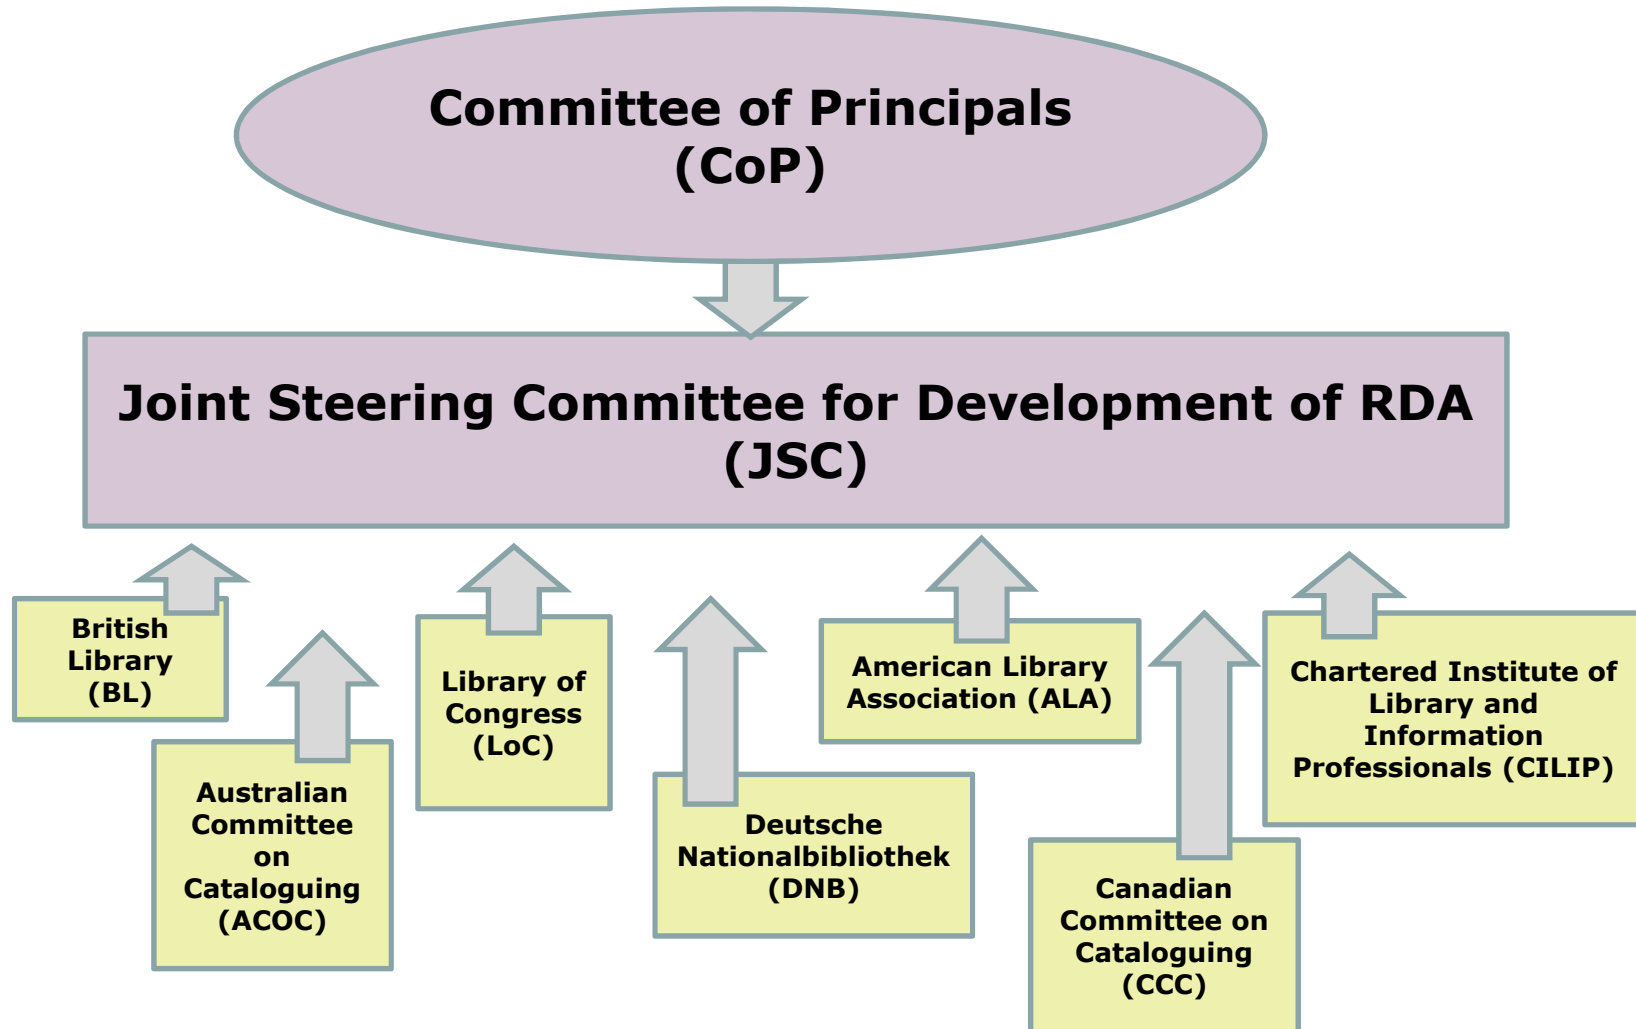 Committee of Principals
(CoP)
Joint Steering Committee for Development of RDA
(JSC)
British
Library
(BL)
Australian
Committee
on
Cataloguing
(ACOC)
Library of
Congress
(LoC)
Deutsche
Nationalbibliothek
(DNB)
American Library
Association (ALA)
Canadian
Committee on
Cataloguing
(CCC)
Chartered Institute of
Library and
Information
Professionals (CILIP)